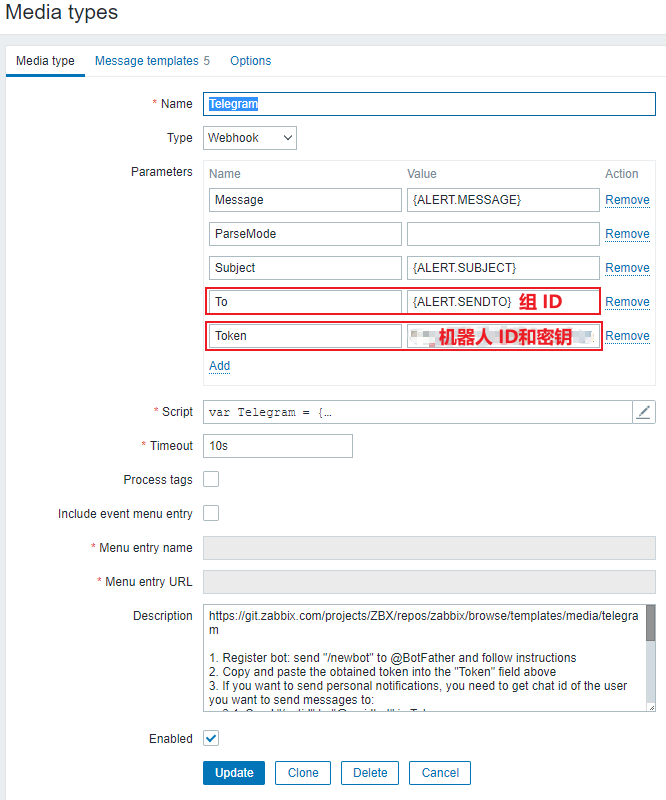 Media types
Media type Message templates 5 Options
* Name Telegram
Type Webhook
Parameters Name Value Action
Message {ALERT.MESSAGE} Remove
ParseMode Remove
Subject {ALERT.SUBJECT} Remove
To {ALERT.SENDTO} 组 ID Remove
Token 机器人 ID和密钥 Remove
Add
* Script var Telegram = {…
* Timeout 10s
Process tags
Include event menu entry
* Menu entry name
* Menu entry URL
Description https://git.zabbix.com/projects/ZBX/repos/zabbix/browse/templates/media/telegra
m
1. Register bot: send "/newbot" to @BotFather and follow instructions
2. Copy and paste the obtained token into the "Token" field above
3. If you want to send personal notifications, you need to get chat id of the user
you want to send messages to:
Enabled
Update Clone Delete Cancel